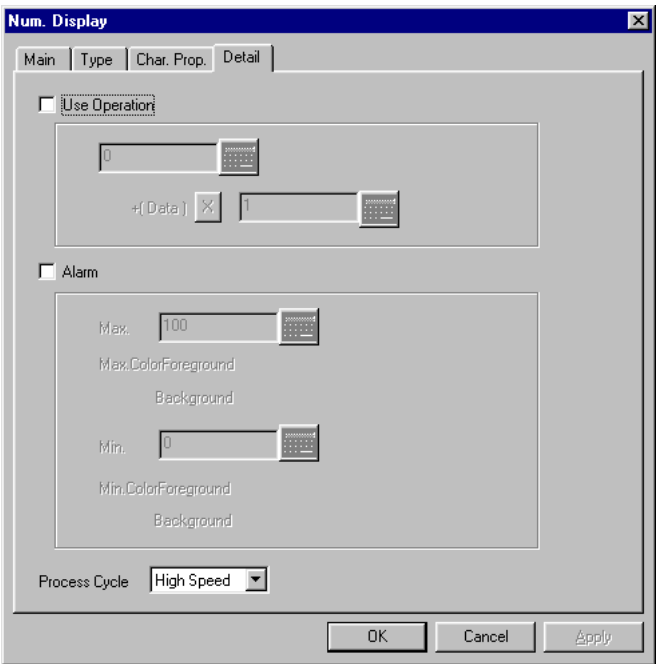 Num. Display
Main Type Char. Prop. Detail
Use Operation
0
+( Data ) X 1
Alarm
Max. 100
Max.ColorForeground
Background
Min. 0
Min.ColorForeground
Background
Process Cycle High Speed
OK Cancel Apply